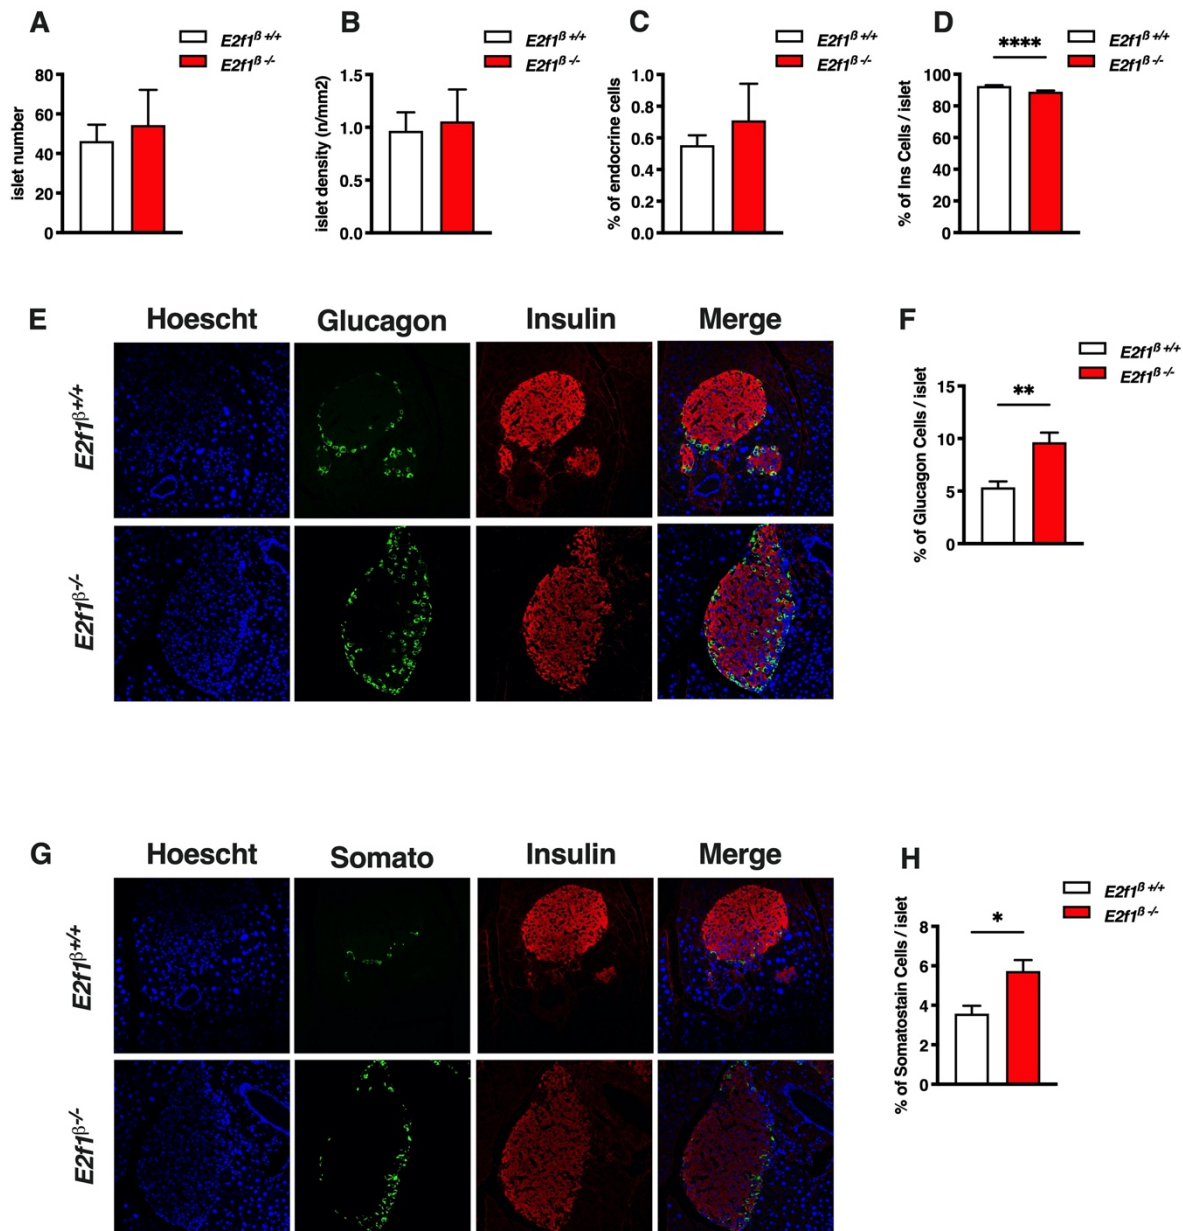 A
E2f1β +/+
E2f1β -/-
islet number
80
60
40
20
0
B
E2f1β +/+
E2f1β -/-
islet density (n/mm2)
1.5
1.0
0.5
0.0
C
E2f1β +/+
E2f1β -/-
% of endocrine cells
1.0
0.8
0.6
0.4
0.2
0.0
D
E2f1β +/+
E2f1β -/-
% of Ins Cells / islet
****
100
80
60
40
20
0
E
Hoescht
Glucagon
Insulin
Merge
E2f1β+/+
E2f1β-/-
F
E2f1β +/+
E2f1β -/-
% of Glucagon Cells / islet
**
15
10
5
0
G
Hoescht
Somato
Insulin
Merge
E2f1β+/+
E2f1β-/-
H
E2f1β +/+
E2f1β -/-
% of Somatostain Cells / islet
*
8
6
4
2
0